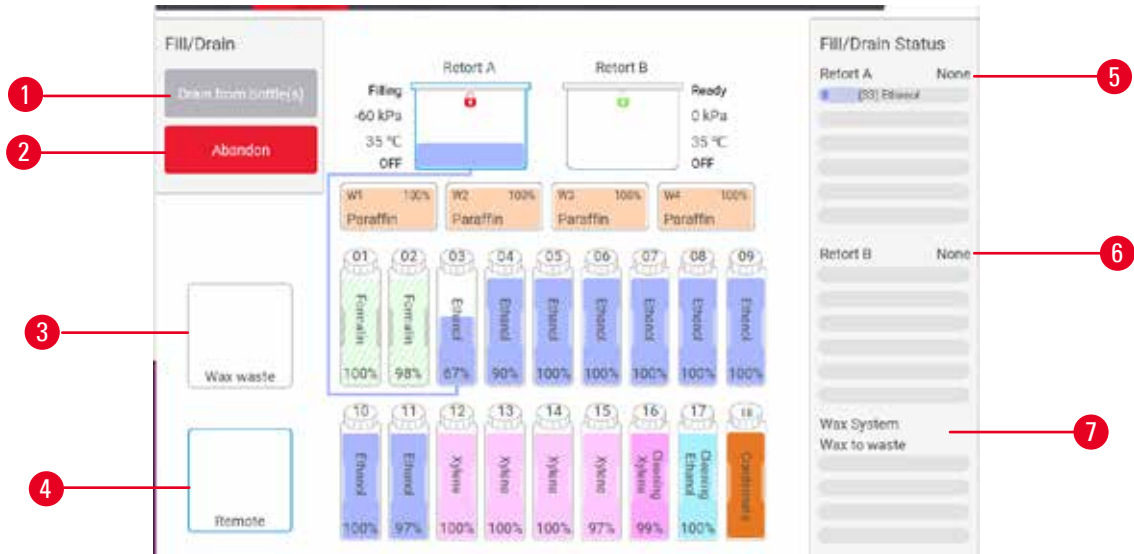 Fill/Drain
Drain from bottle(s)
Abandon
1
2
3
4
Wax waste
Remote
Retort A
Retort B
Filling
-60 kPa
35 °C
OFF
Ready
0 kPa
35 °C
OFF
W1 100%
Paraffin
W2 100%
Paraffin
W3 100%
Paraffin
W4 100%
Paraffin
01 02 03 04 05 06 07 08 09
Formalin Formalin Ethanol Ethanol Ethanol Ethanol Ethanol Ethanol Ethanol
100% 98% 67% 90% 100% 100% 100% 100% 100%
10 11 12 13 14 15 16 17 18
Ethanol Ethanol Xylene Xylene Xylene Xylene Cleaning Xylene Cleaning Ethanol Condensate
100% 97% 100% 100% 100% 97% 99% 100%
Fill/Drain Status
Retort A None
(S3) Ethanol
Retort B None
Wax System
Wax to waste
5
6
7